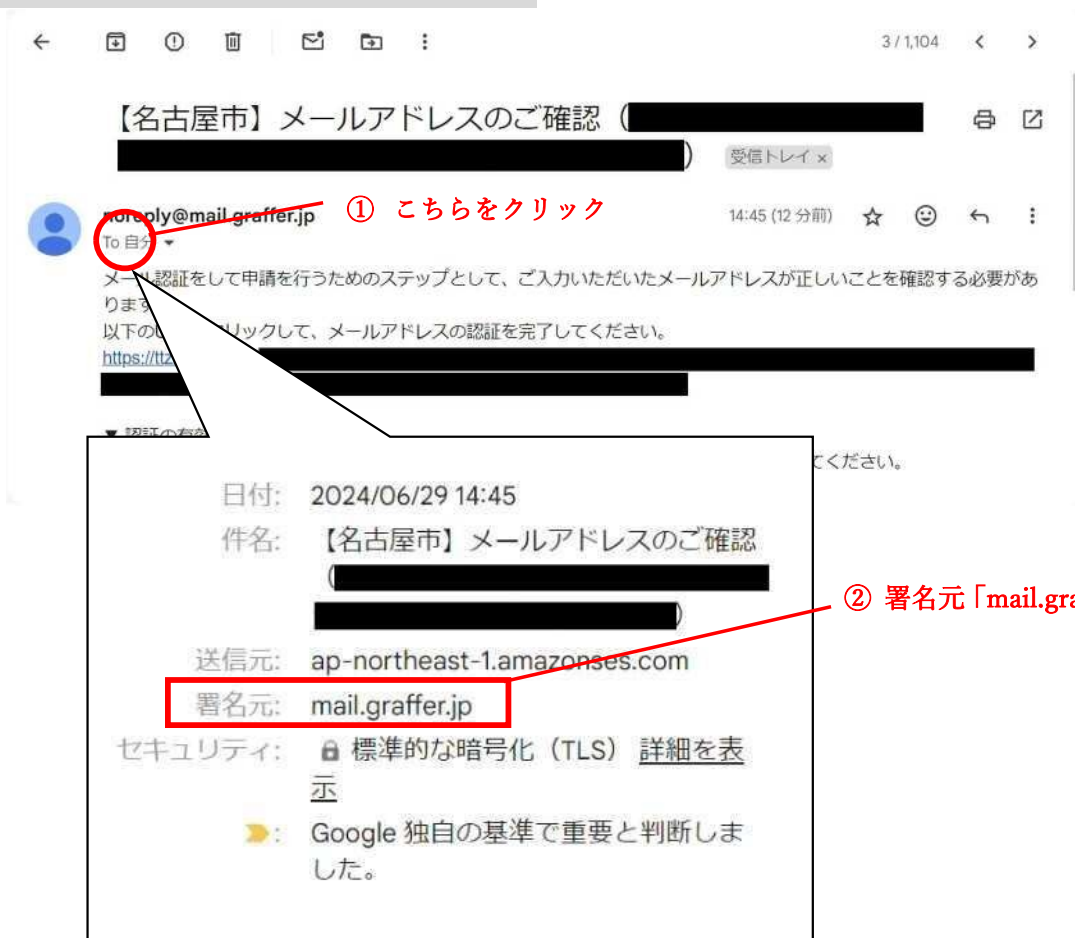 3 / 1,104
【名古屋市】メールアドレスのご確認（
）
受信トレイ ×
noreply@mail.graffer.jp
① こちらをクリック
14:45 (12 分前)
To 自分
メール認証をして申請を行うためのステップとして、ご入力いただいたメールアドレスが正しいことを確認する必要があ
ります
以下の リックして、メールアドレスの認証を完了してください。
https://ttz
▼ 認証の有効
てください。
日付: 2024/06/29 14:45
件名: 【名古屋市】メールアドレスのご確認
（
）
② 署名元「mail.gra
送信元: ap-northeast-1.amazonses.com
署名元: mail.graffer.jp
セキュリティ: 標準的な暗号化（TLS） 詳細を表
示
: Google 独自の基準で重要と判断しま
した。